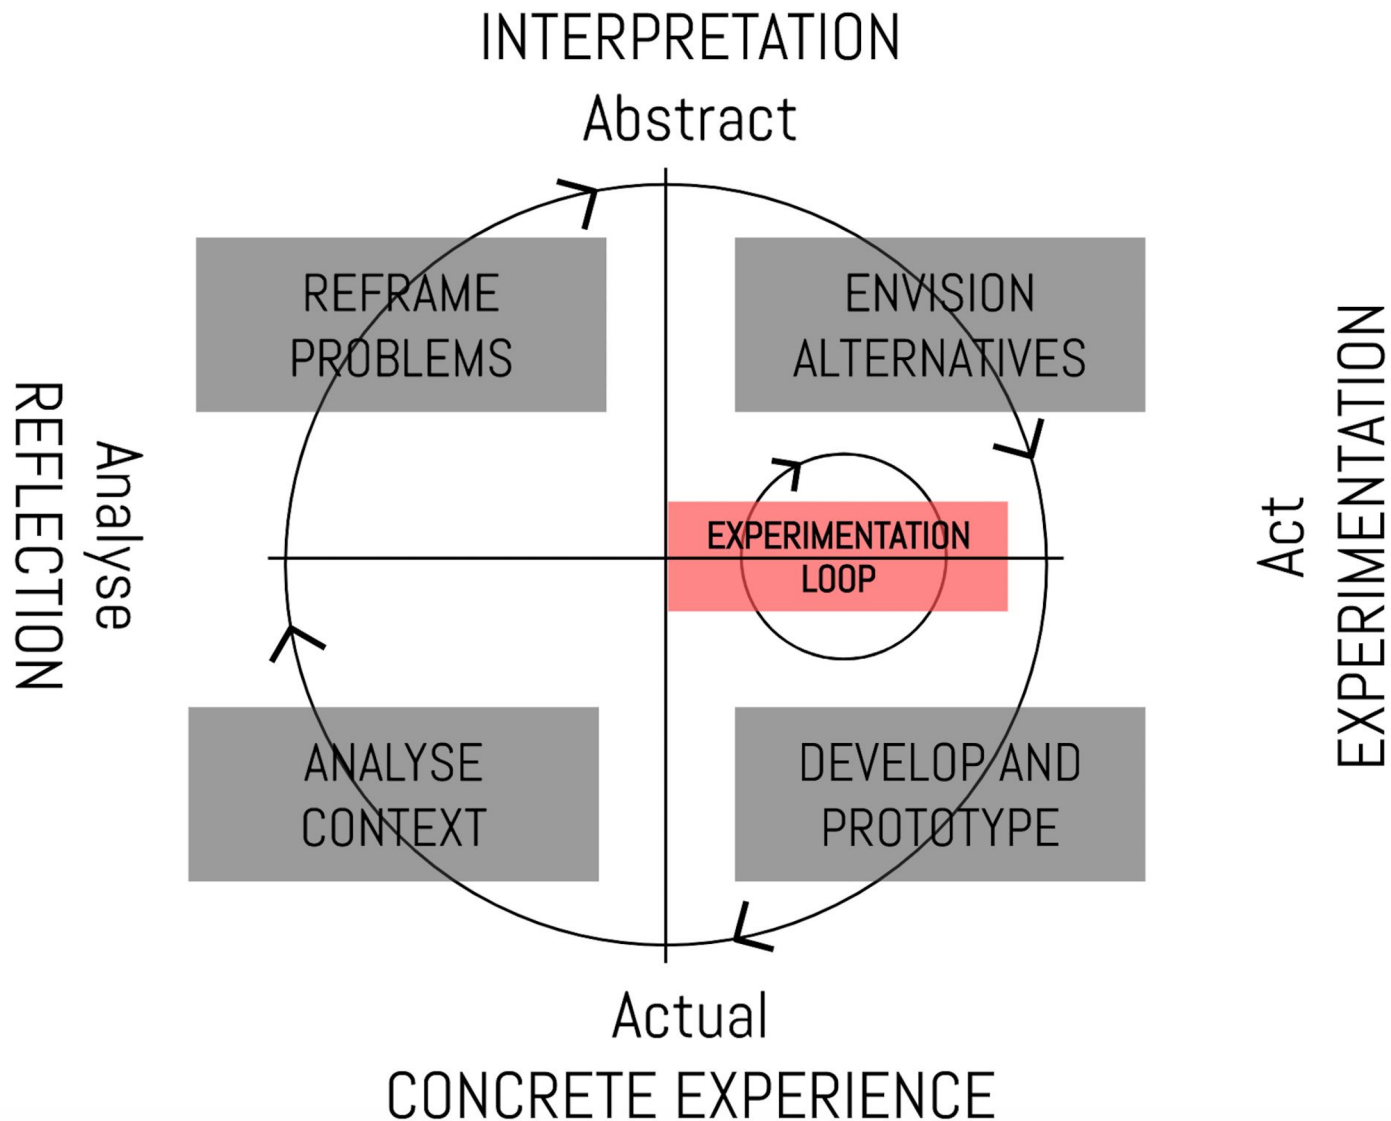 INTERPRETATION
Abstract
REFRAME
PROBLEMS
ENVISION
ALTERNATIVES
REFLECTION
Analyse
EXPERIMENTATION
LOOP
Act
EXPERIMENTATION
ANALYSE
CONTEXT
DEVELOP AND
PROTOTYPE
Actual
CONCRETE EXPERIENCE